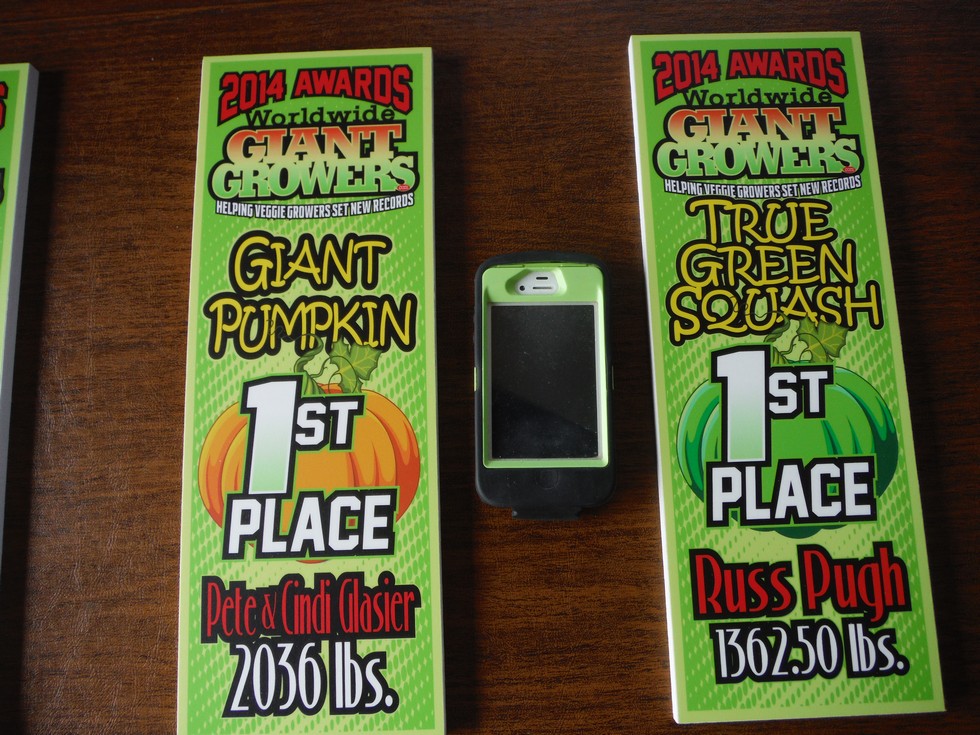 2014 AWARDS
Worldwide
GIANT
GROWERS
HELPING VEGGIE GROWERS SET NEW RECORDS
GIANT
PUMPKIN
1ST
PLACE
Pete & Cindi Glasier
2036 lbs.
2014 AWARDS
Worldwide
GIANT
GROWERS
HELPING VEGGIE GROWERS SET NEW RECORDS
TRUE
GREEN
SQUASH
1ST
PLACE
Russ Pugh
1362.50 lbs.